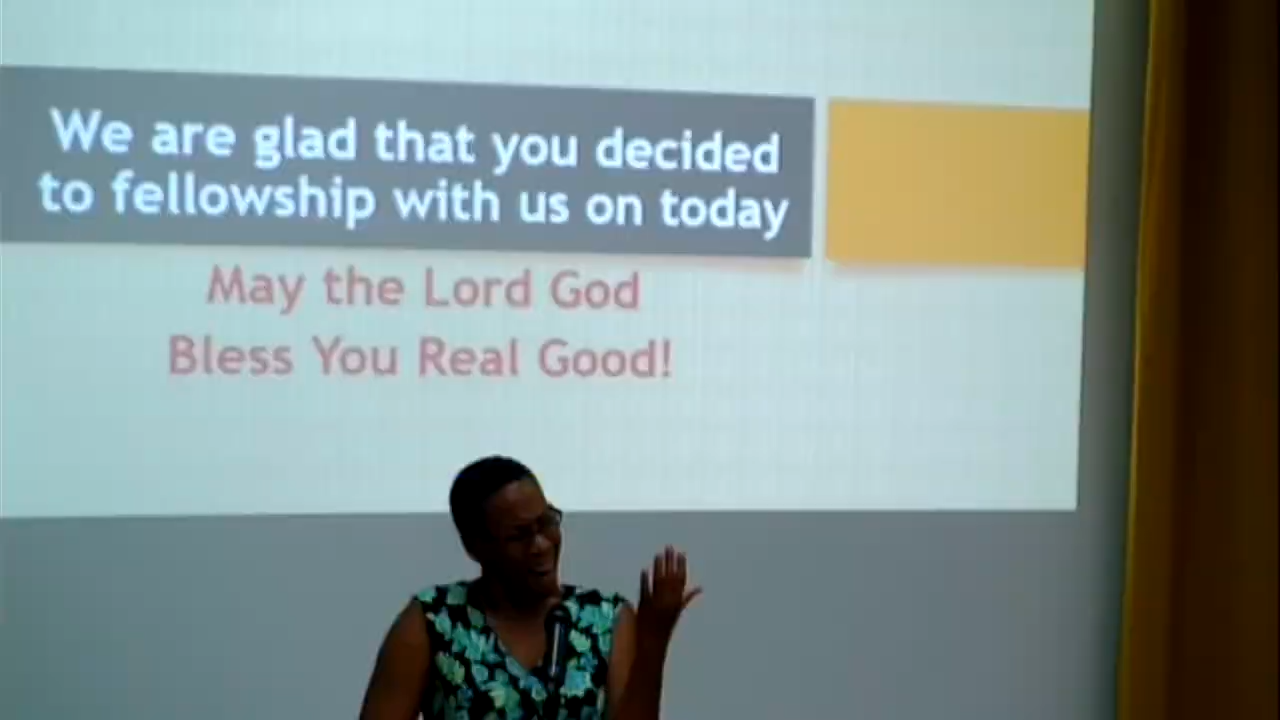 We are glad that you decided
to fellowship with us on today
May the Lord God
Bless You Real Good!